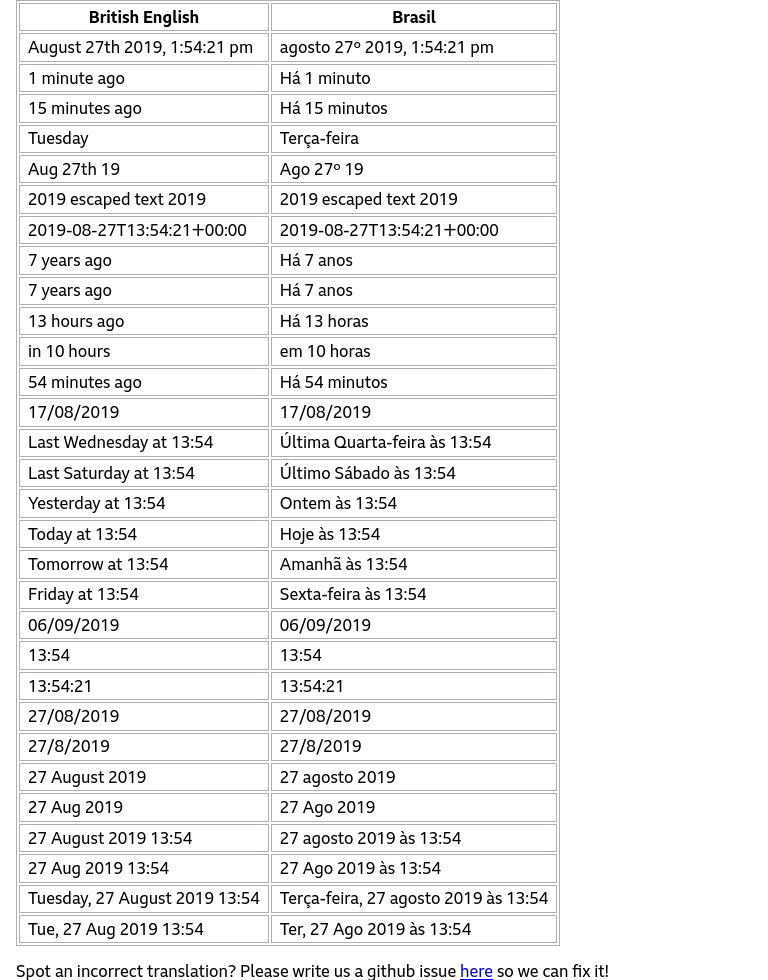 British English Brasil
August 27th 2019, 1:54:21 pm agosto 27º 2019, 1:54:21 pm
1 minute ago Há 1 minuto
15 minutes ago Há 15 minutos
Tuesday Terça-feira
Aug 27th 19 Ago 27º 19
2019 escaped text 2019 2019 escaped text 2019
2019-08-27T13:54:21+00:00 2019-08-27T13:54:21+00:00
7 years ago Há 7 anos
7 years ago Há 7 anos
13 hours ago Há 13 horas
in 10 hours em 10 horas
54 minutes ago Há 54 minutos
17/08/2019 17/08/2019
Last Wednesday at 13:54 Última Quarta-feira às 13:54
Last Saturday at 13:54 Último Sábado às 13:54
Yesterday at 13:54 Ontem às 13:54
Today at 13:54 Hoje às 13:54
Tomorrow at 13:54 Amanhã às 13:54
Friday at 13:54 Sexta-feira às 13:54
06/09/2019 06/09/2019
13:54 13:54
13:54:21 13:54:21
27/08/2019 27/08/2019
27/8/2019 27/8/2019
27 August 2019 27 agosto 2019
27 Aug 2019 27 Ago 2019
27 August 2019 13:54 27 agosto 2019 às 13:54
27 Aug 2019 13:54 27 Ago 2019 às 13:54
Tuesday, 27 August 2019 13:54 Terça-feira, 27 agosto 2019 às 13:54
Tue, 27 Aug 2019 13:54 Ter, 27 Ago 2019 às 13:54
Spot an incorrect translation? Please write us a github issue here so we can fix it!